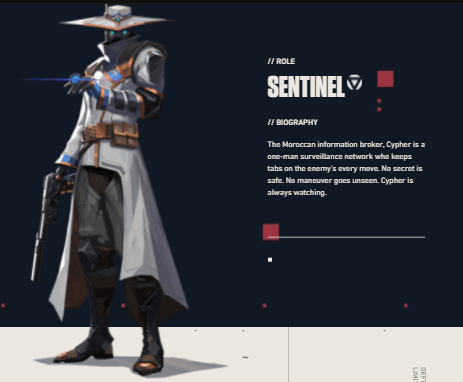 // ROLE
SENTINEL
// BIOGRAPHY
The Moroccan information broker, Cypher is a
one-man surveillance network who keeps
tabs on the enemy's every move. No secret is
safe. No maneuver goes unseen. Cypher is
always watching.